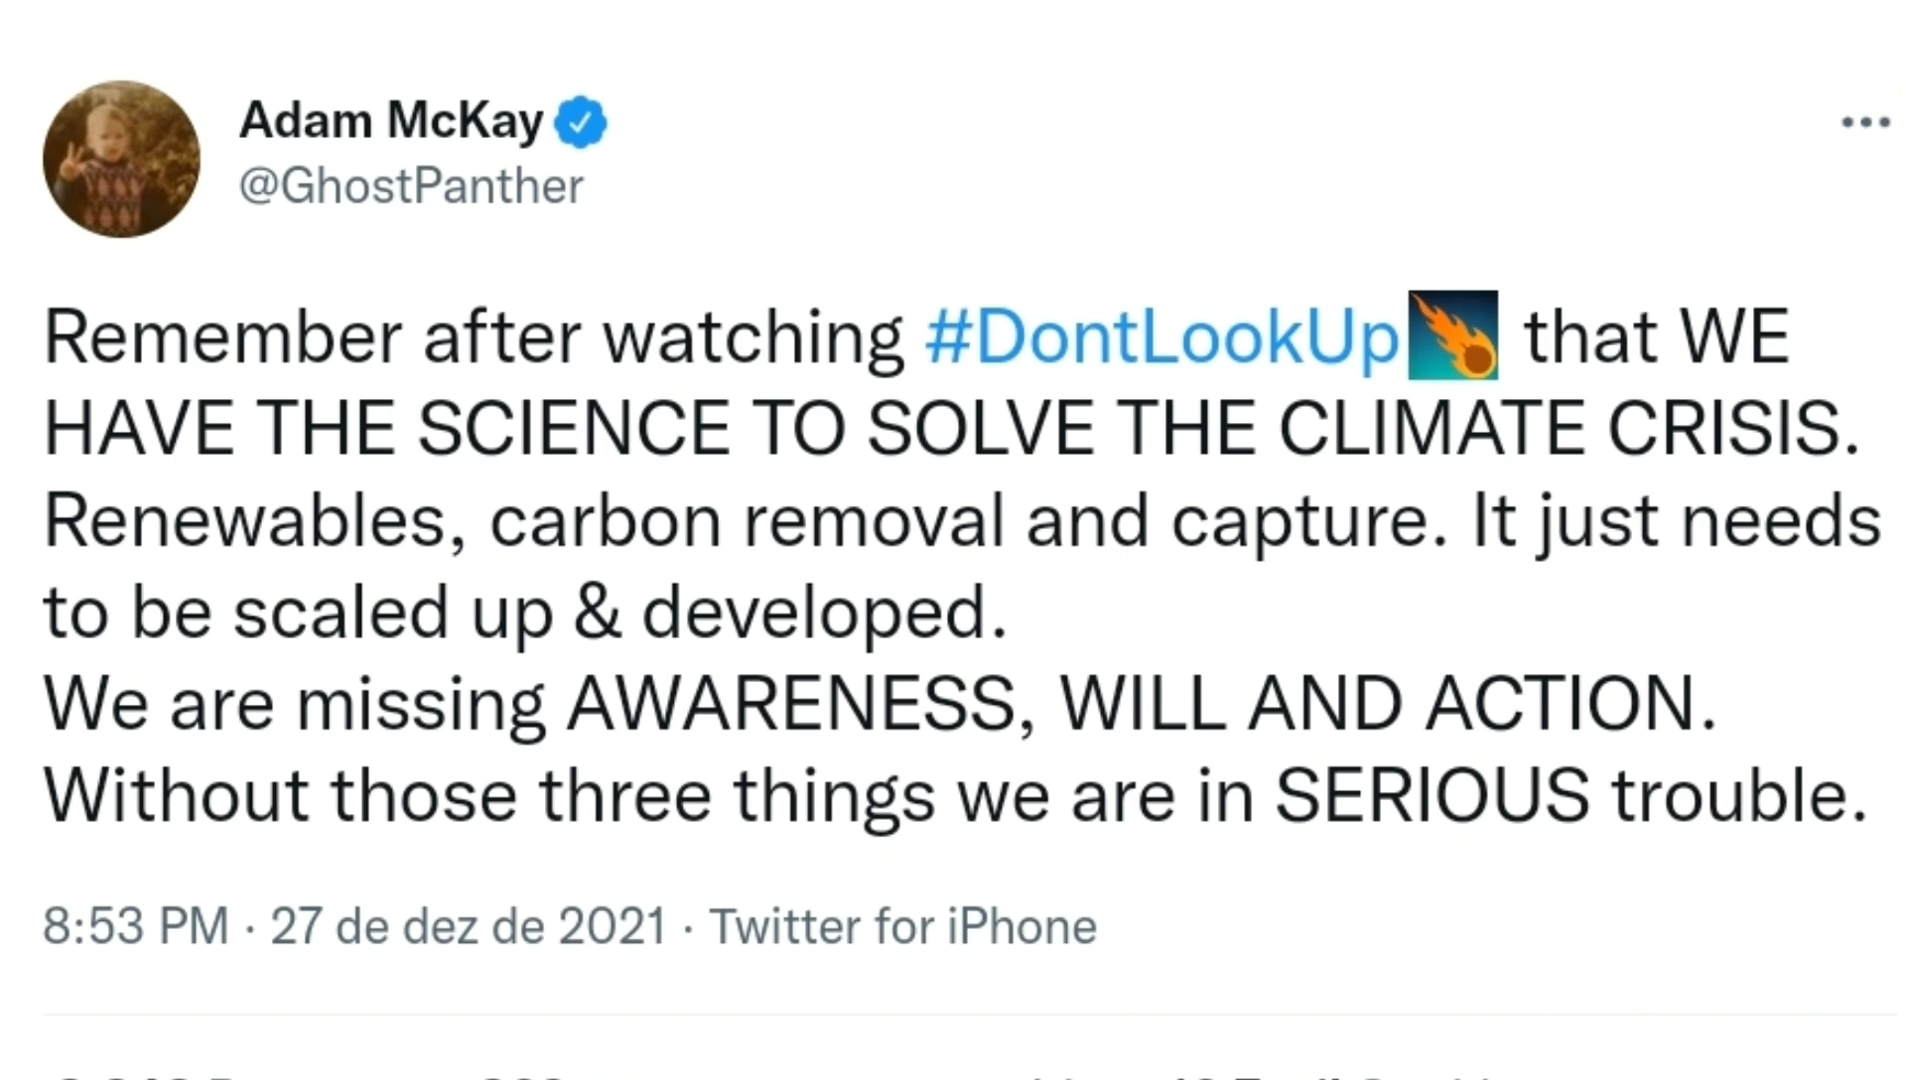 Adam McKay
@GhostPanther
Remember after watching #DontLookUp that WE
HAVE THE SCIENCE TO SOLVE THE CLIMATE CRISIS.
Renewables, carbon removal and capture. It just needs
to be scaled up & developed.
We are missing AWARENESS, WILL AND ACTION.
Without those three things we are in SERIOUS trouble.
8:53 PM · 27 de dez de 2021 · Twitter for iPhone